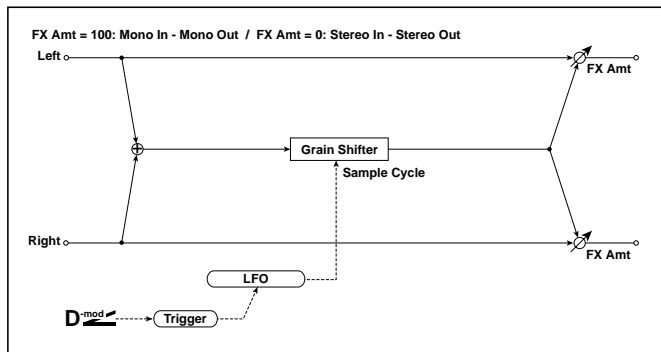 FX Amt = 100: Mono In - Mono Out / FX Amt = 0: Stereo In - Stereo Out
Left
FX Amt
Grain Shifter
Sample Cycle
Right
FX Amt
LFO
D-mod
Trigger